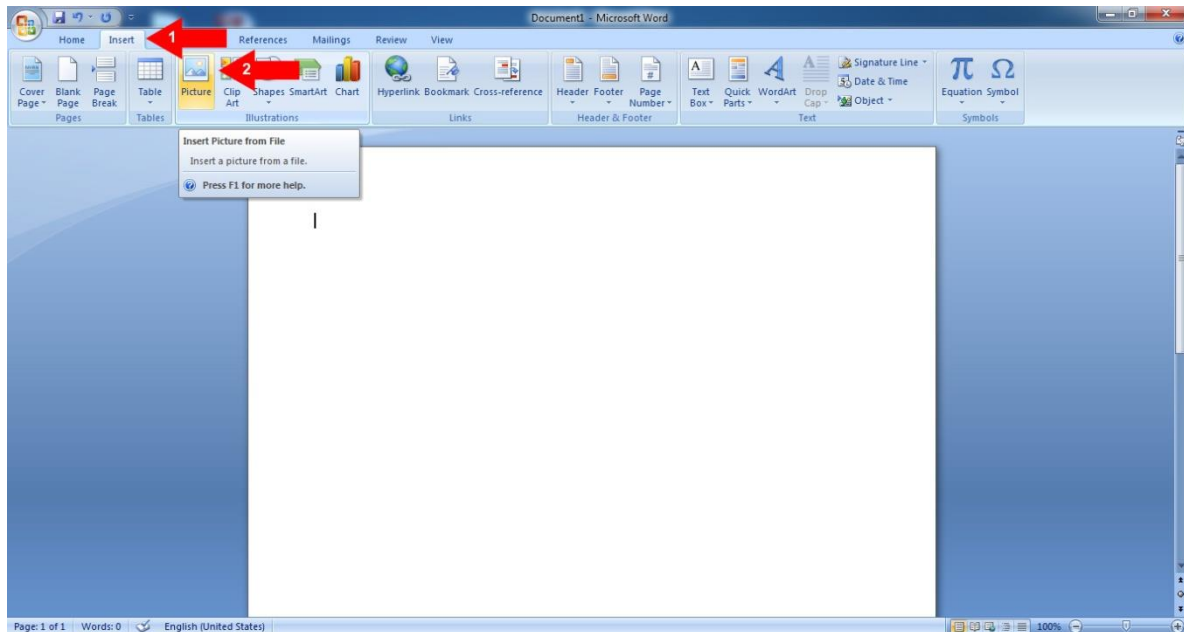 Document1 - Microsoft Word
Home Insert 1 References Mailings Review View
2
Cover Page Blank Page Page Break
Table
Picture Clip Art Shapes SmartArt Chart
Hyperlink Bookmark Cross-reference
Header Footer Page Number
Text Box Quick Parts WordArt Drop Cap
Signature Line
Date & Time
Object
π Ω
Equation Symbol
Pages Tables Illustrations Links Header & Footer Text Symbols
Insert Picture from File
Insert a picture from a file.
Press F1 for more help.
Page: 1 of 1 Words: 0 English (United States) 100%